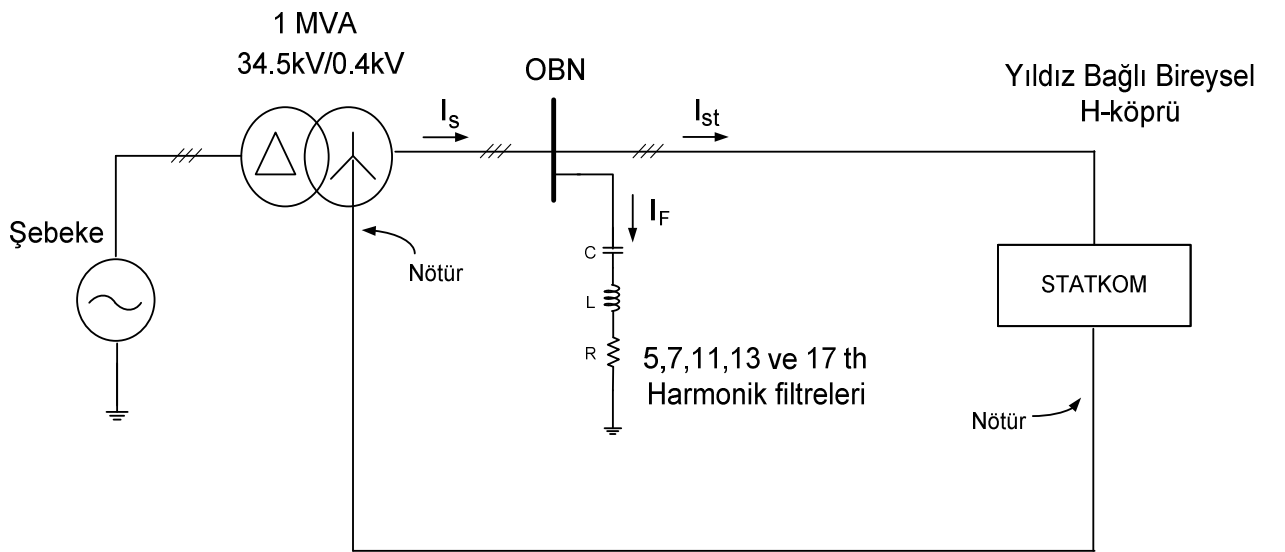 1 MVA
34.5kV/0.4kV
OBN
Yıldız Bağlı Bireysel
H-köprü
Is
Ist
Şebeke
IF
Nötür
C
L
R
STATKOM
5,7,11,13 ve 17 th
Harmonik filtreleri
Nötür